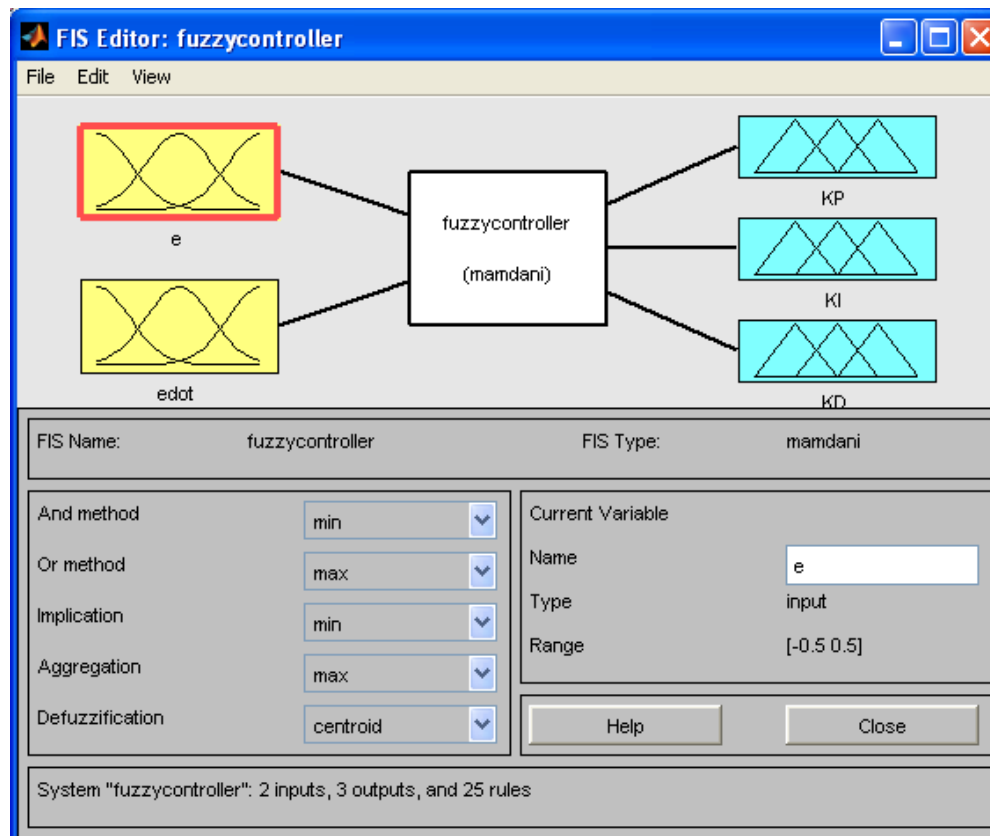 FIS Editor: fuzzycontroller
File Edit View
e
edot
fuzzycontroller
(mamdani)
KP
KI
KD
FIS Name: fuzzycontroller FIS Type: mamdani
And method min
Or method max
Implication min
Aggregation max
Defuzzification centroid
Current Variable
Name e
Type input
Range [-0.5 0.5]
Help Close
System "fuzzycontroller": 2 inputs, 3 outputs, and 25 rules